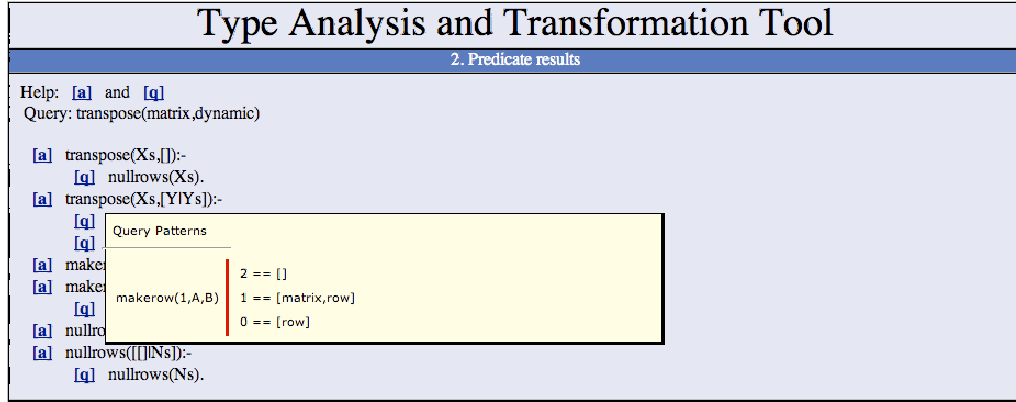 Type Analysis and Transformation Tool
2. Predicate results
Help: [a] and [q]
Query: transpose(matrix,dynamic)
[a] transpose(Xs,[]):-
[q] nullrows(Xs).
[a] transpose(Xs,[Y|Ys]):-
[q]
[q]
[a] maker
[a] maker
[q]
[a] nullro
[a] nullrows([[]|Ns]):-
[q] nullrows(Ns).
Query Patterns
makerow(1,A,B)
2 == []
1 == [matrix,row]
0 == [row]